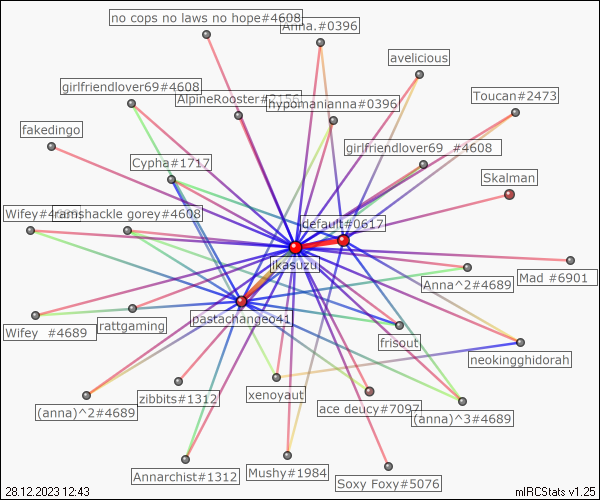 no cops no laws no hope#4608
Anna.#0396
avelicious
girlfriendlover69#4608
AlpineRooster#2156
hypomanianna#0396
Toucan#2473
fakedingo
Cypha#1717
girlfriendlover69 #4608
Skalman
Wifey#4689
ramshackle gorey#4608
default#0617
ikasuzu
Anna^2#4689
Mad #6901
pastachangeo41
Wifey #4689
rattgaming
frisout
neokingghidorah
(anna)^2#4689
zibbits#1312
xenoyaut
ace deucy#7097
(anna)^3#4689
Annarchist#1312
Mushy#1984
Soxy Foxy#5076
28.12.2023 12:43
mIRCStats v1.25